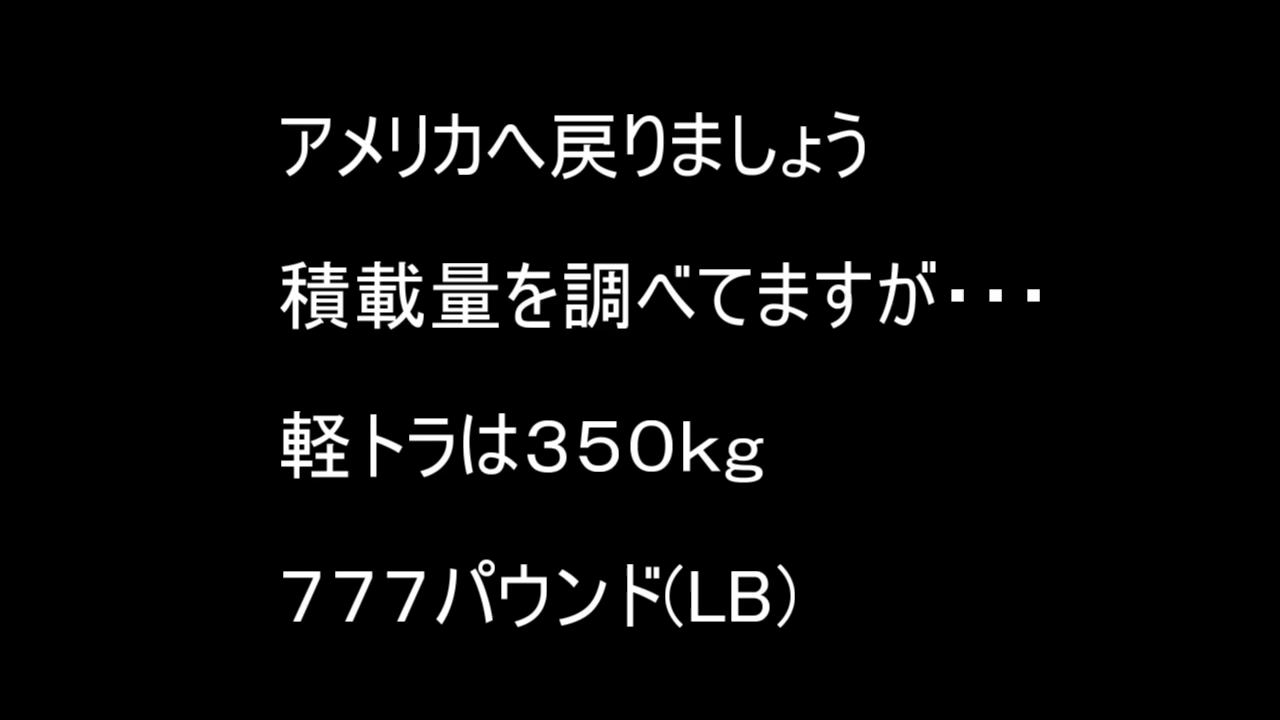 アメリカへ戻りましょう
積載量を調べてますが・・・
軽トラは３５０kg
７７７パウンド(LB)